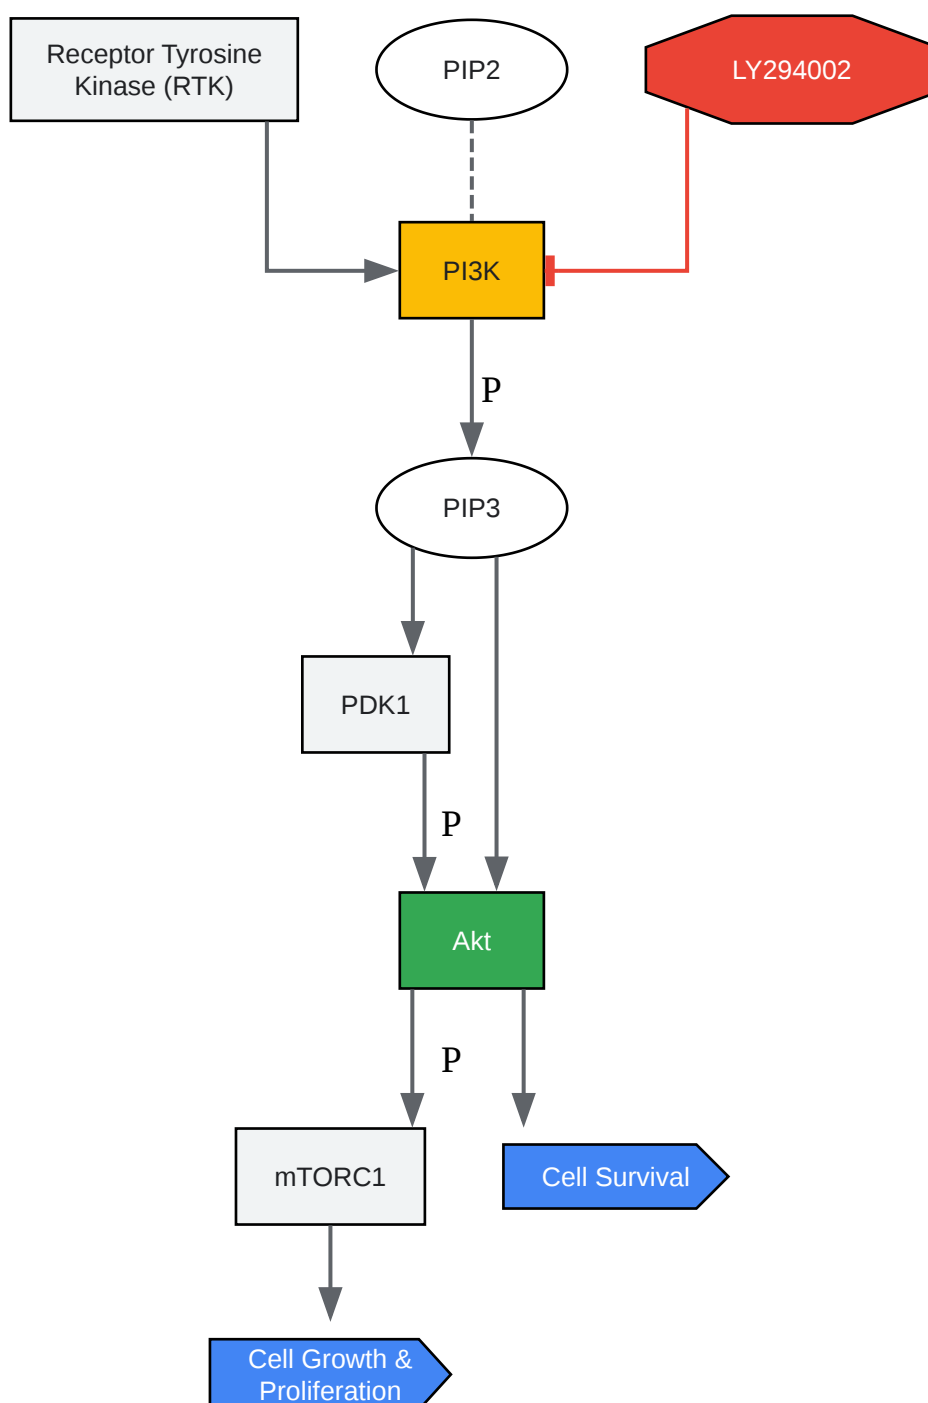 Receptor Tyrosine
Kinase (RTK)
PIP2
LY294002
PI3K
P
PIP3
PDK1
P
Akt
P
mTORC1
Cell Survival
Cell Growth &
Proliferation